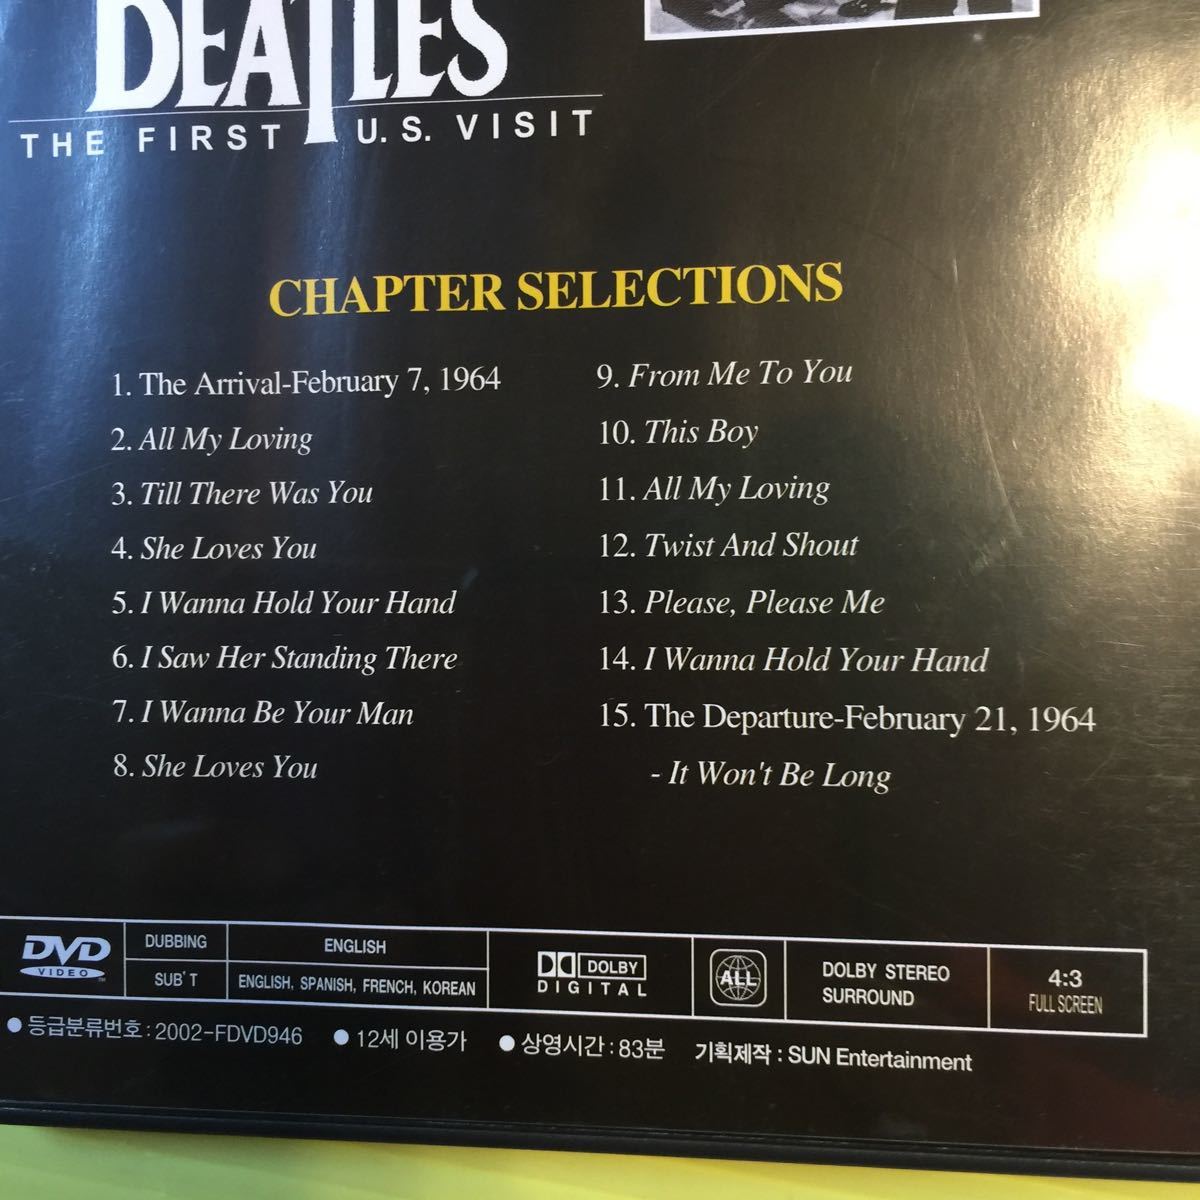 BEATLES
THE FIRST U.S. VISIT
CHAPTER SELECTIONS
1. The Arrival-February 7, 1964
2. All My Loving
3. Till There Was You
4. She Loves You
5. I Wanna Hold Your Hand
6. I Saw Her Standing There
7. I Wanna Be Your Man
8. She Loves You
9. From Me To You
10. This Boy
11. All My Loving
12. Twist And Shout
13. Please, Please Me
14. I Wanna Hold Your Hand
15. The Departure-February 21, 1964
- It Won't Be Long
DVD
VIDEO
DUBBING
ENGLISH
SUB'T
ENGLISH, SPANISH, FRENCH, KOREAN
DOLBY
DIGITAL
ALL
DOLBY STEREO
SURROUND
4:3
FULL SCREEN
● 등급분류번호 : 2002-FDVD946 ● 12세 이용가 ● 상영시간 : 83분 기획제작 : SUN Entertainment